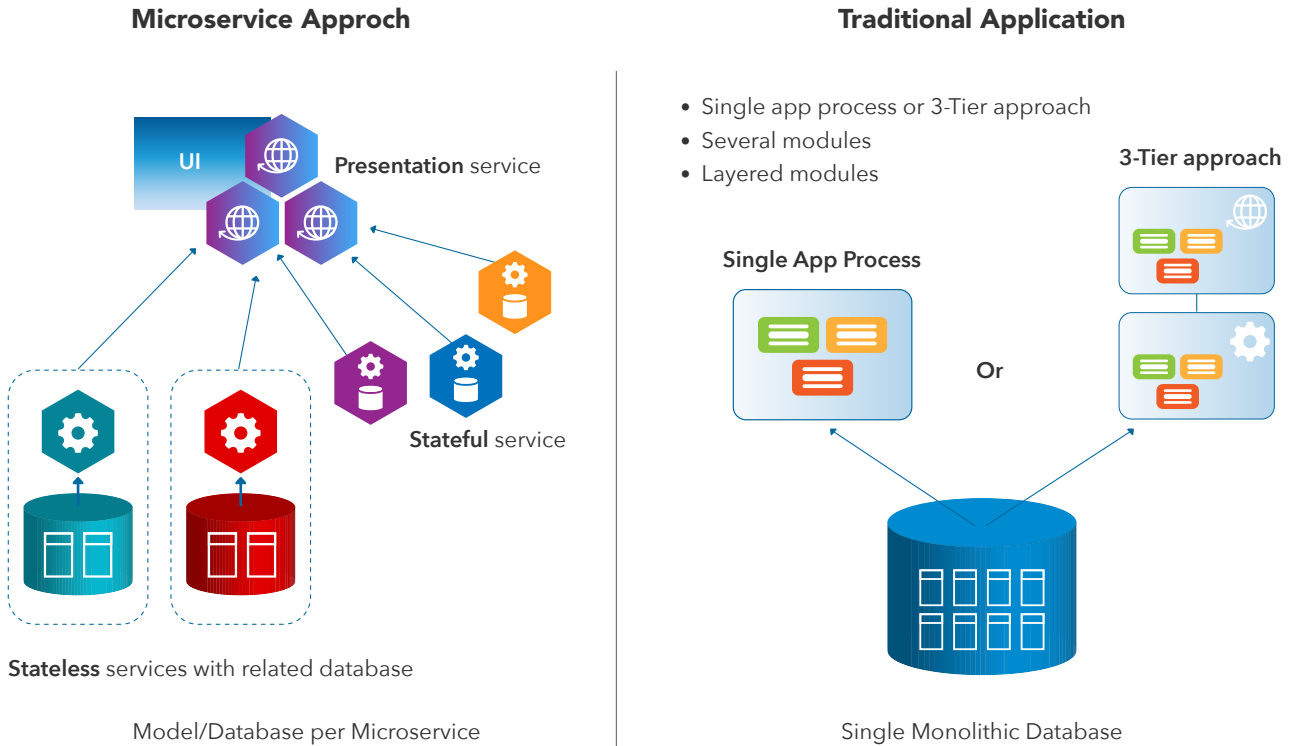 Microservice Approch
UI
Presentation service
Stateful service
Stateless services with related database
Model/Database per Microservice
Traditional Application
• Single app process or 3-Tier approach
• Several modules
• Layered modules
3-Tier approach
Single App Process
Or
Single Monolithic Database